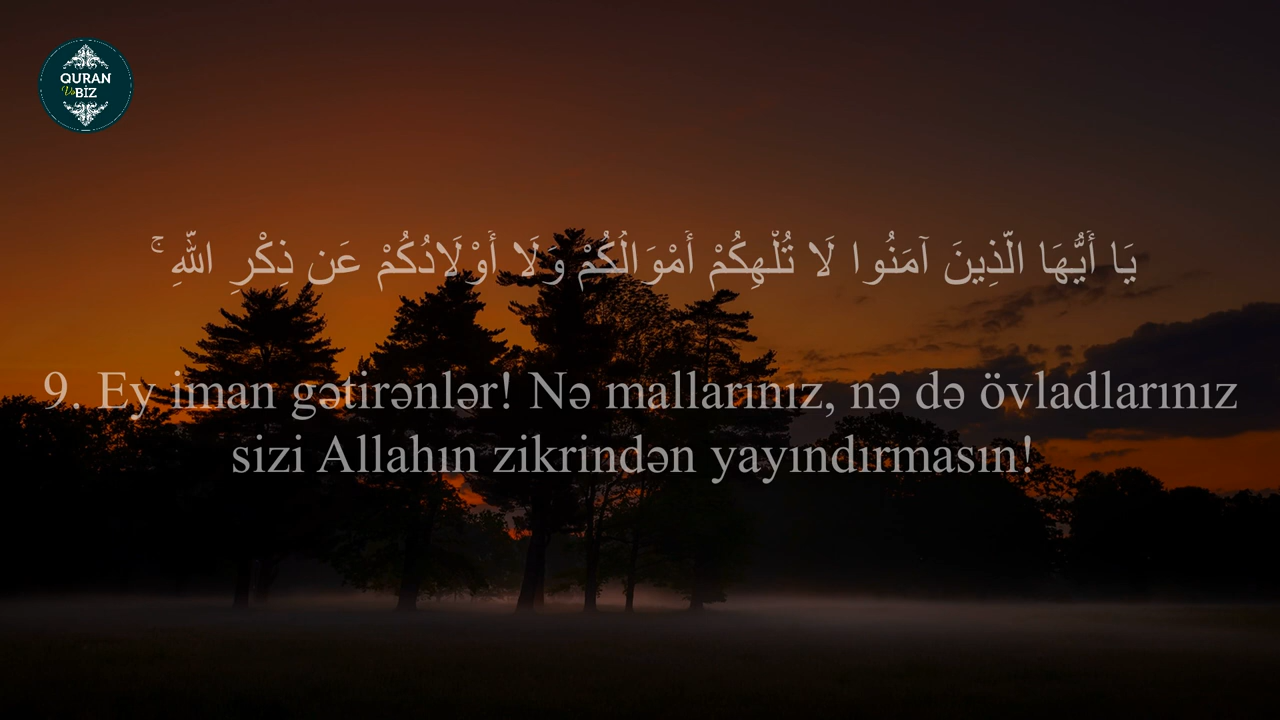 QURAN
Və BİZ
يَا أَيُّهَا الَّذِينَ آمَنُوا لَا تُلْهِكُمْ أَمْوَالُكُمْ وَلَا أَوْلَادُكُمْ عَن ذِكْرِ اللَّهِ ۚ
9. Ey iman gətirənlər! Nə mallarınız, nə də övladlarınız
sizi Allahın zikrindən yayındırmasın!